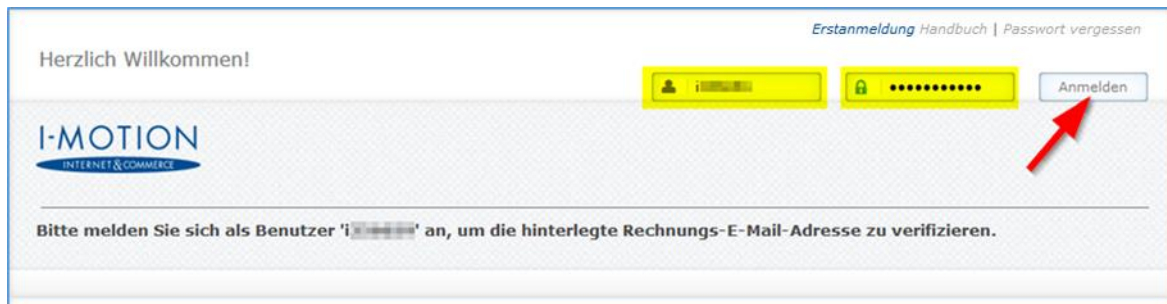 Erstanmeldung Handbuch | Passwort vergessen
Herzlich Willkommen!
i
•••••••••••
Anmelden
I-MOTION
INTERNET&COMMERCE
Bitte melden Sie sich als Benutzer 'i ' an, um die hinterlegte Rechnungs-E-Mail-Adresse zu verifizieren.